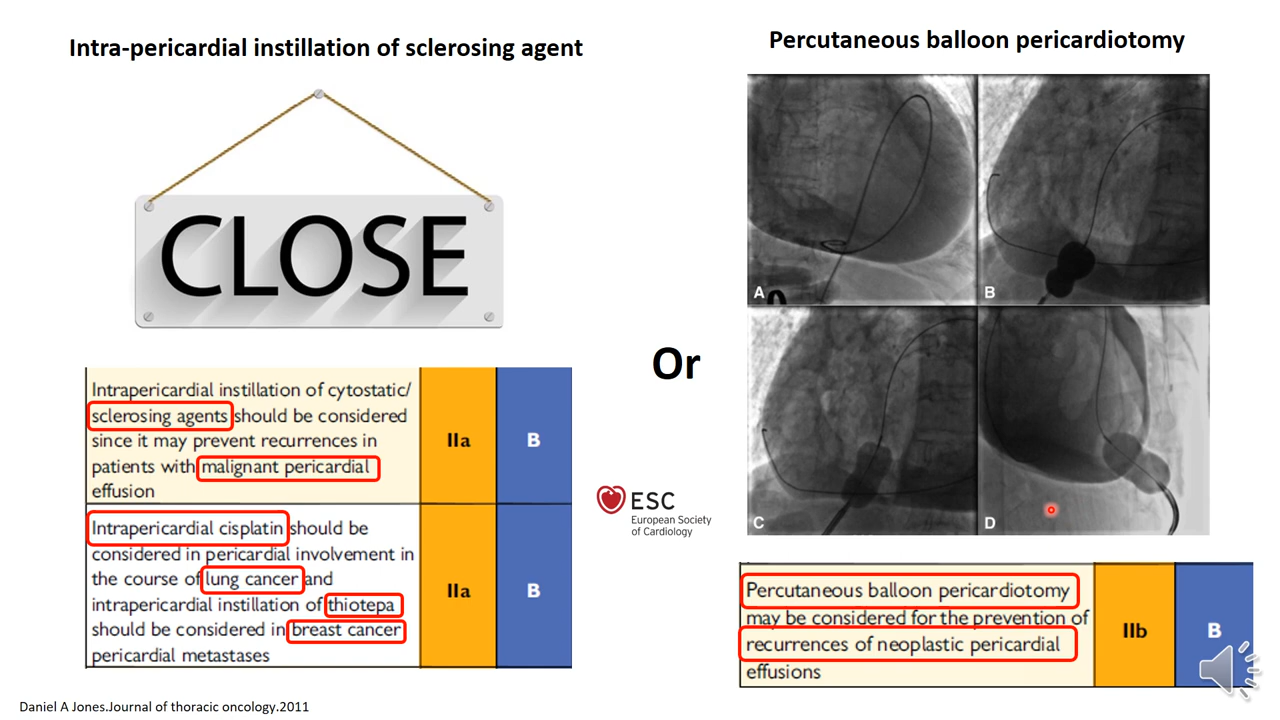 Intra-pericardial instillation of sclerosing agent
CLOSE
Intrapericardial instillation of cytostatic/
sclerosing agents should be considered
since it may prevent recurrences in
patients with malignant pericardial
effusion
IIa
B
Intrapericardial cisplatin should be
considered in pericardial involvement in
the course of lung cancer and
intrapericardial instillation of thiotepa
should be considered in breast cancer
pericardial metastases
IIa
B
Or
ESC
European Society
of Cardiology
Percutaneous balloon pericardiotomy
A
B
C
D
Percutaneous balloon pericardiotomy
may be considered for the prevention of
recurrences of neoplastic pericardial
effusions
IIb
B
Daniel A Jones.Journal of thoracic oncology.2011